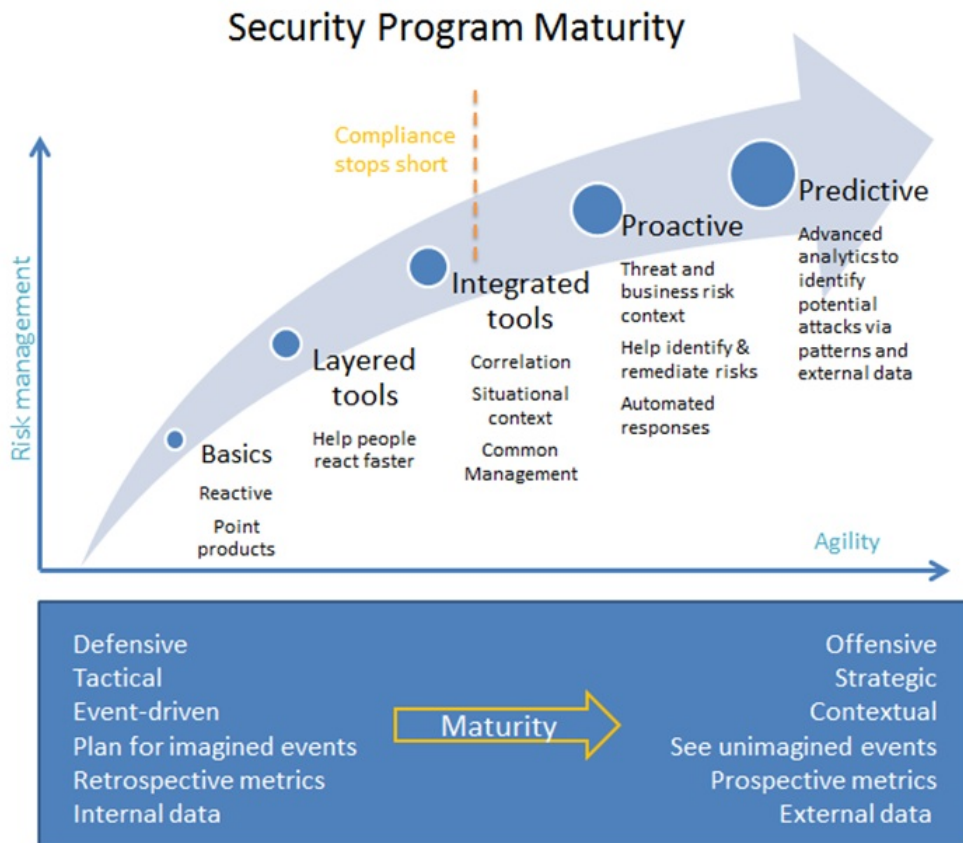 Security Program Maturity
Compliance
stops short
Risk management
Agility
Basics
Reactive
Point
products
Layered
tools
Help people
react faster
Integrated
tools
Correlation
Situational
context
Common
Management
Proactive
Threat and
business risk
context
Help identify &
remediate risks
Automated
responses
Predictive
Advanced
analytics to
identify
potential
attacks via
patterns and
external data
Defensive
Tactical
Event-driven
Plan for imagined events
Retrospective metrics
Internal data
Maturity
Offensive
Strategic
Contextual
See unimagined events
Prospective metrics
External data